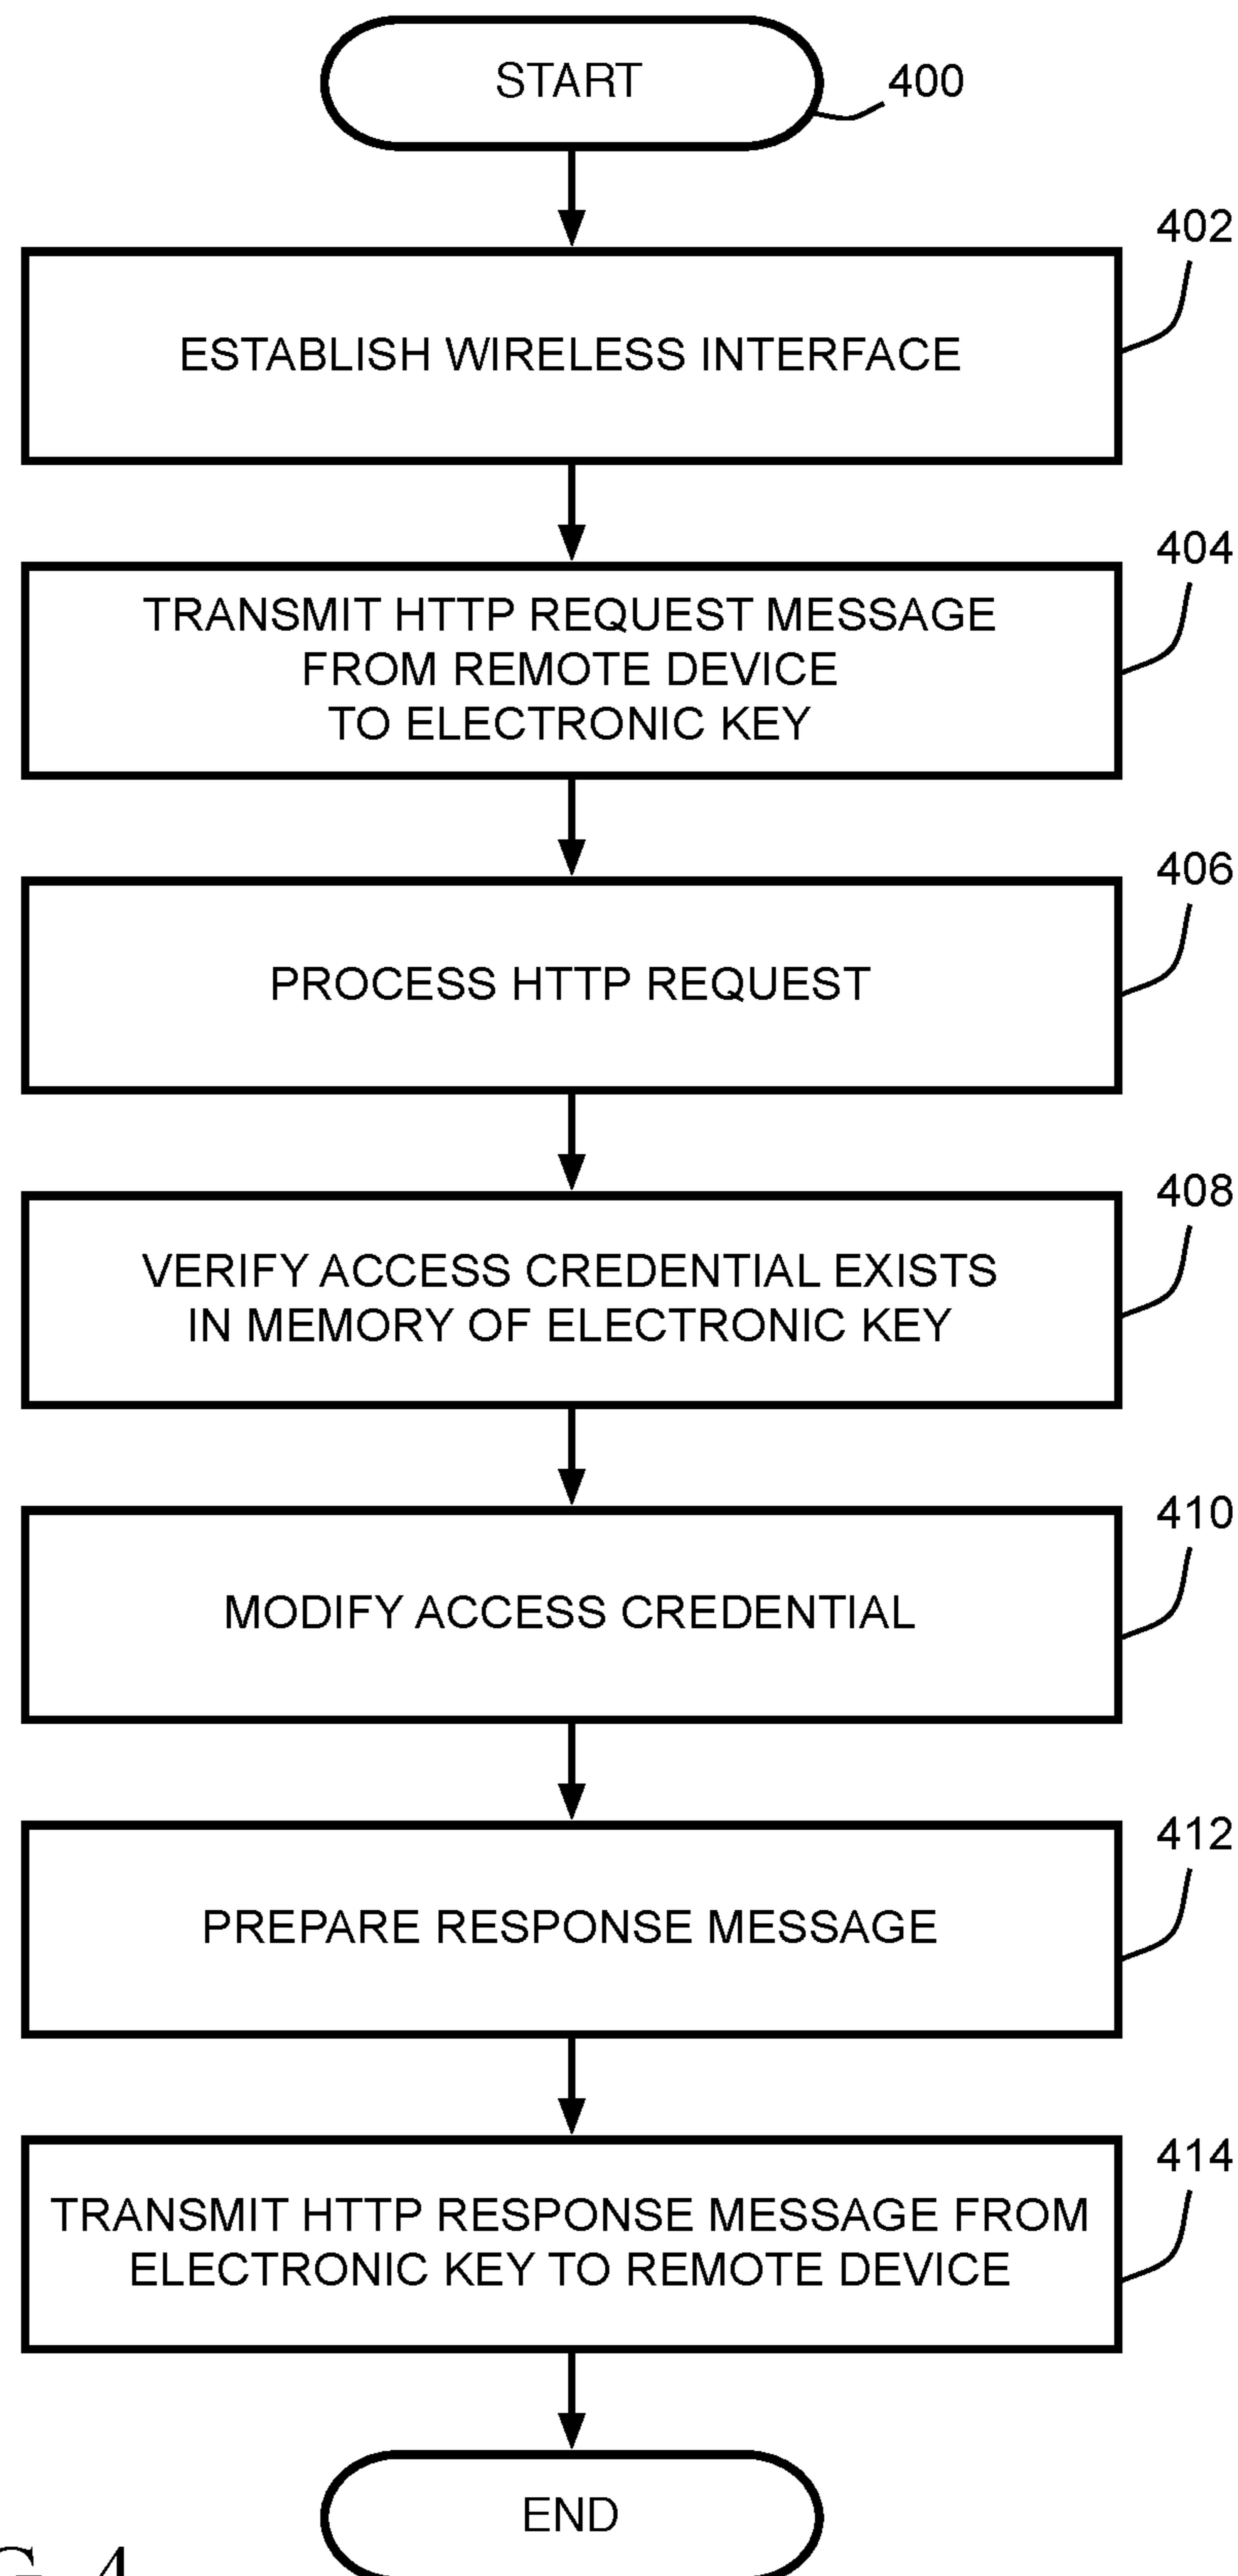 START
400
402
ESTABLISH WIRELESS INTERFACE
404
TRANSMIT HTTP REQUEST MESSAGE
FROM REMOTE DEVICE
TO ELECTRONIC KEY
406
PROCESS HTTP REQUEST
408
VERIFY ACCESS CREDENTIAL EXISTS
IN MEMORY OF ELECTRONIC KEY
410
MODIFY ACCESS CREDENTIAL
412
PREPARE RESPONSE MESSAGE
414
TRANSMIT HTTP RESPONSE MESSAGE FROM
ELECTRONIC KEY TO REMOTE DEVICE
END